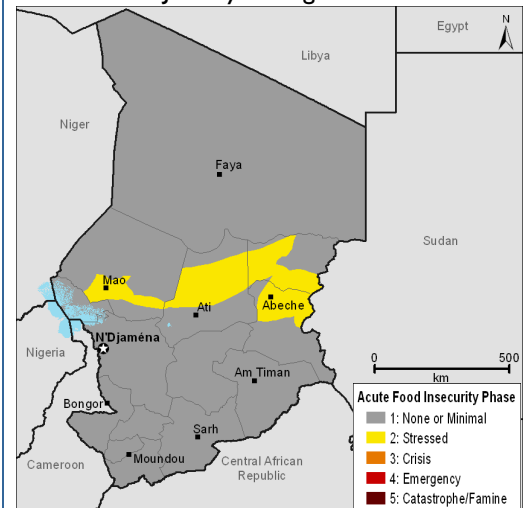 Egypt
N
Libya
Niger
Faya
Sudan
Mao
Ati
Abeche
N'Djaména
Nigeria
0 500
km
Am Timan
Bongor
Sarh
Moundou
Cameroon
Central African
Republic
Acute Food Insecurity Phase
1: None or Minimal
2: Stressed
3: Crisis
4: Emergency
5: Catastrophe/Famine